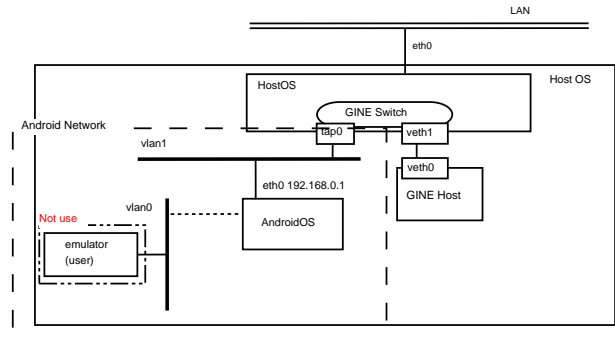 LAN
eth0
Host OS
HostOS
GINE Switch
Android Network
tap0
veth1
vlan1
veth0
eth0 192.168.0.1
GINE Host
vlan0
Not use
AndroidOS
emulator
(user)